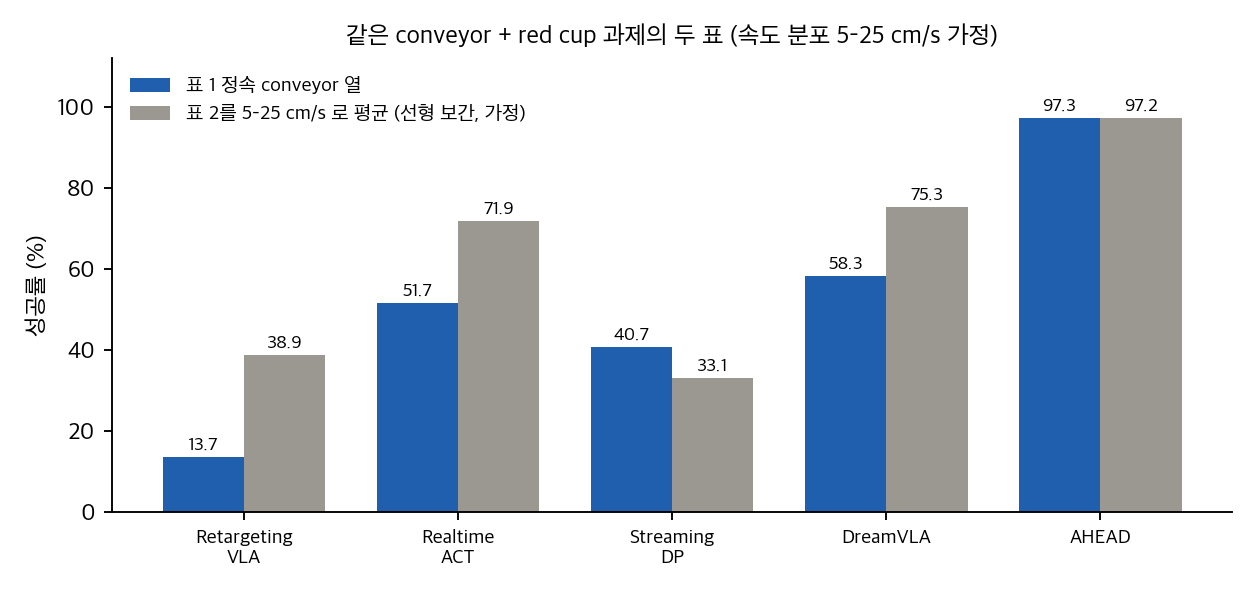 같은 conveyor + red cup 과제의 두 표 (속도 분포 5-25 cm/s 가정)
표 1 정속 conveyor 열
표 2를 5-25 cm/s 로 평균 (선형 보간, 가정)
성공률 (%)
100
80
60
40
20
0
13.7
38.9
51.7
71.9
40.7
33.1
58.3
75.3
97.3
97.2
Retargeting
VLA
Realtime
ACT
Streaming
DP
DreamVLA
AHEAD